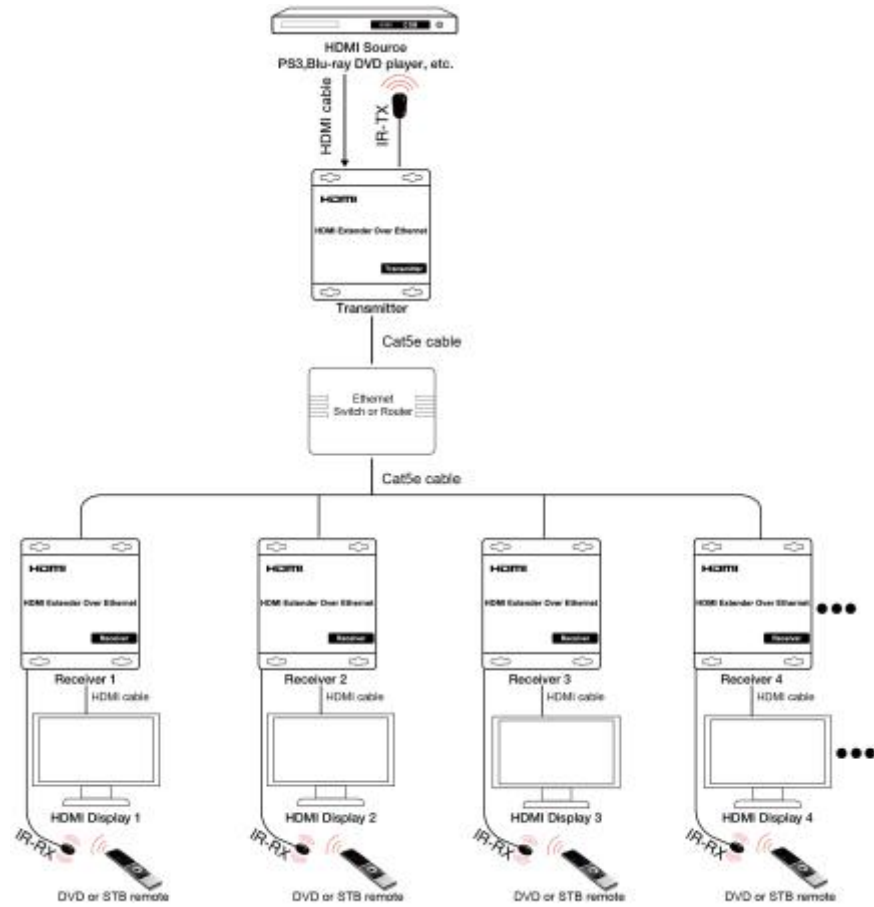 HDMI Source
PS3,Blu-ray DVD player, etc.
HDMI cable
IR-TX
HDMI
HDMI Extender Over Ethernet
Transmitter
Transmitter
Cat5e cable
Ethernet
Switch or Router
Cat5e cable
HDMI
HDMI Extender Over Ethernet
Receiver
Receiver 1
HDMI cable
HDMI Display 1
IR-RX
DVD or STB remote
HDMI
HDMI Extender Over Ethernet
Receiver
Receiver 2
HDMI cable
HDMI Display 2
IR-RX
DVD or STB remote
HDMI
HDMI Extender Over Ethernet
Receiver
Receiver 3
HDMI cable
HDMI Display 3
IR-RX
DVD or STB remote
HDMI
HDMI Extender Over Ethernet
Receiver
Receiver 4
HDMI cable
HDMI Display 4
IR-RX
DVD or STB remote